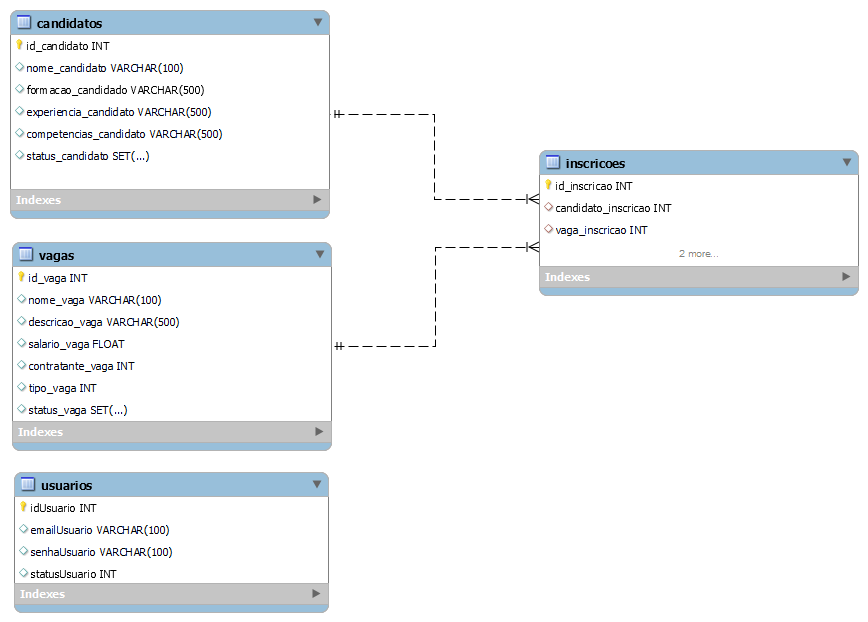 candidatos
id_candidato INT
nome_candidato VARCHAR(100)
formacao_candidado VARCHAR(500)
experiencia_candidato VARCHAR(500)
competencias_candidato VARCHAR(500)
status_candidato SET(...)
Indexes
vagas
id_vaga INT
nome_vaga VARCHAR(100)
descricao_vaga VARCHAR(500)
salario_vaga FLOAT
contratante_vaga INT
tipo_vaga INT
status_vaga SET(...)
Indexes
usuarios
idUsuario INT
emailUsuario VARCHAR(100)
senhaUsuario VARCHAR(100)
statusUsuario INT
Indexes
inscricoes
id_inscricao INT
candidato_inscricao INT
vaga_inscricao INT
2 more...
Indexes